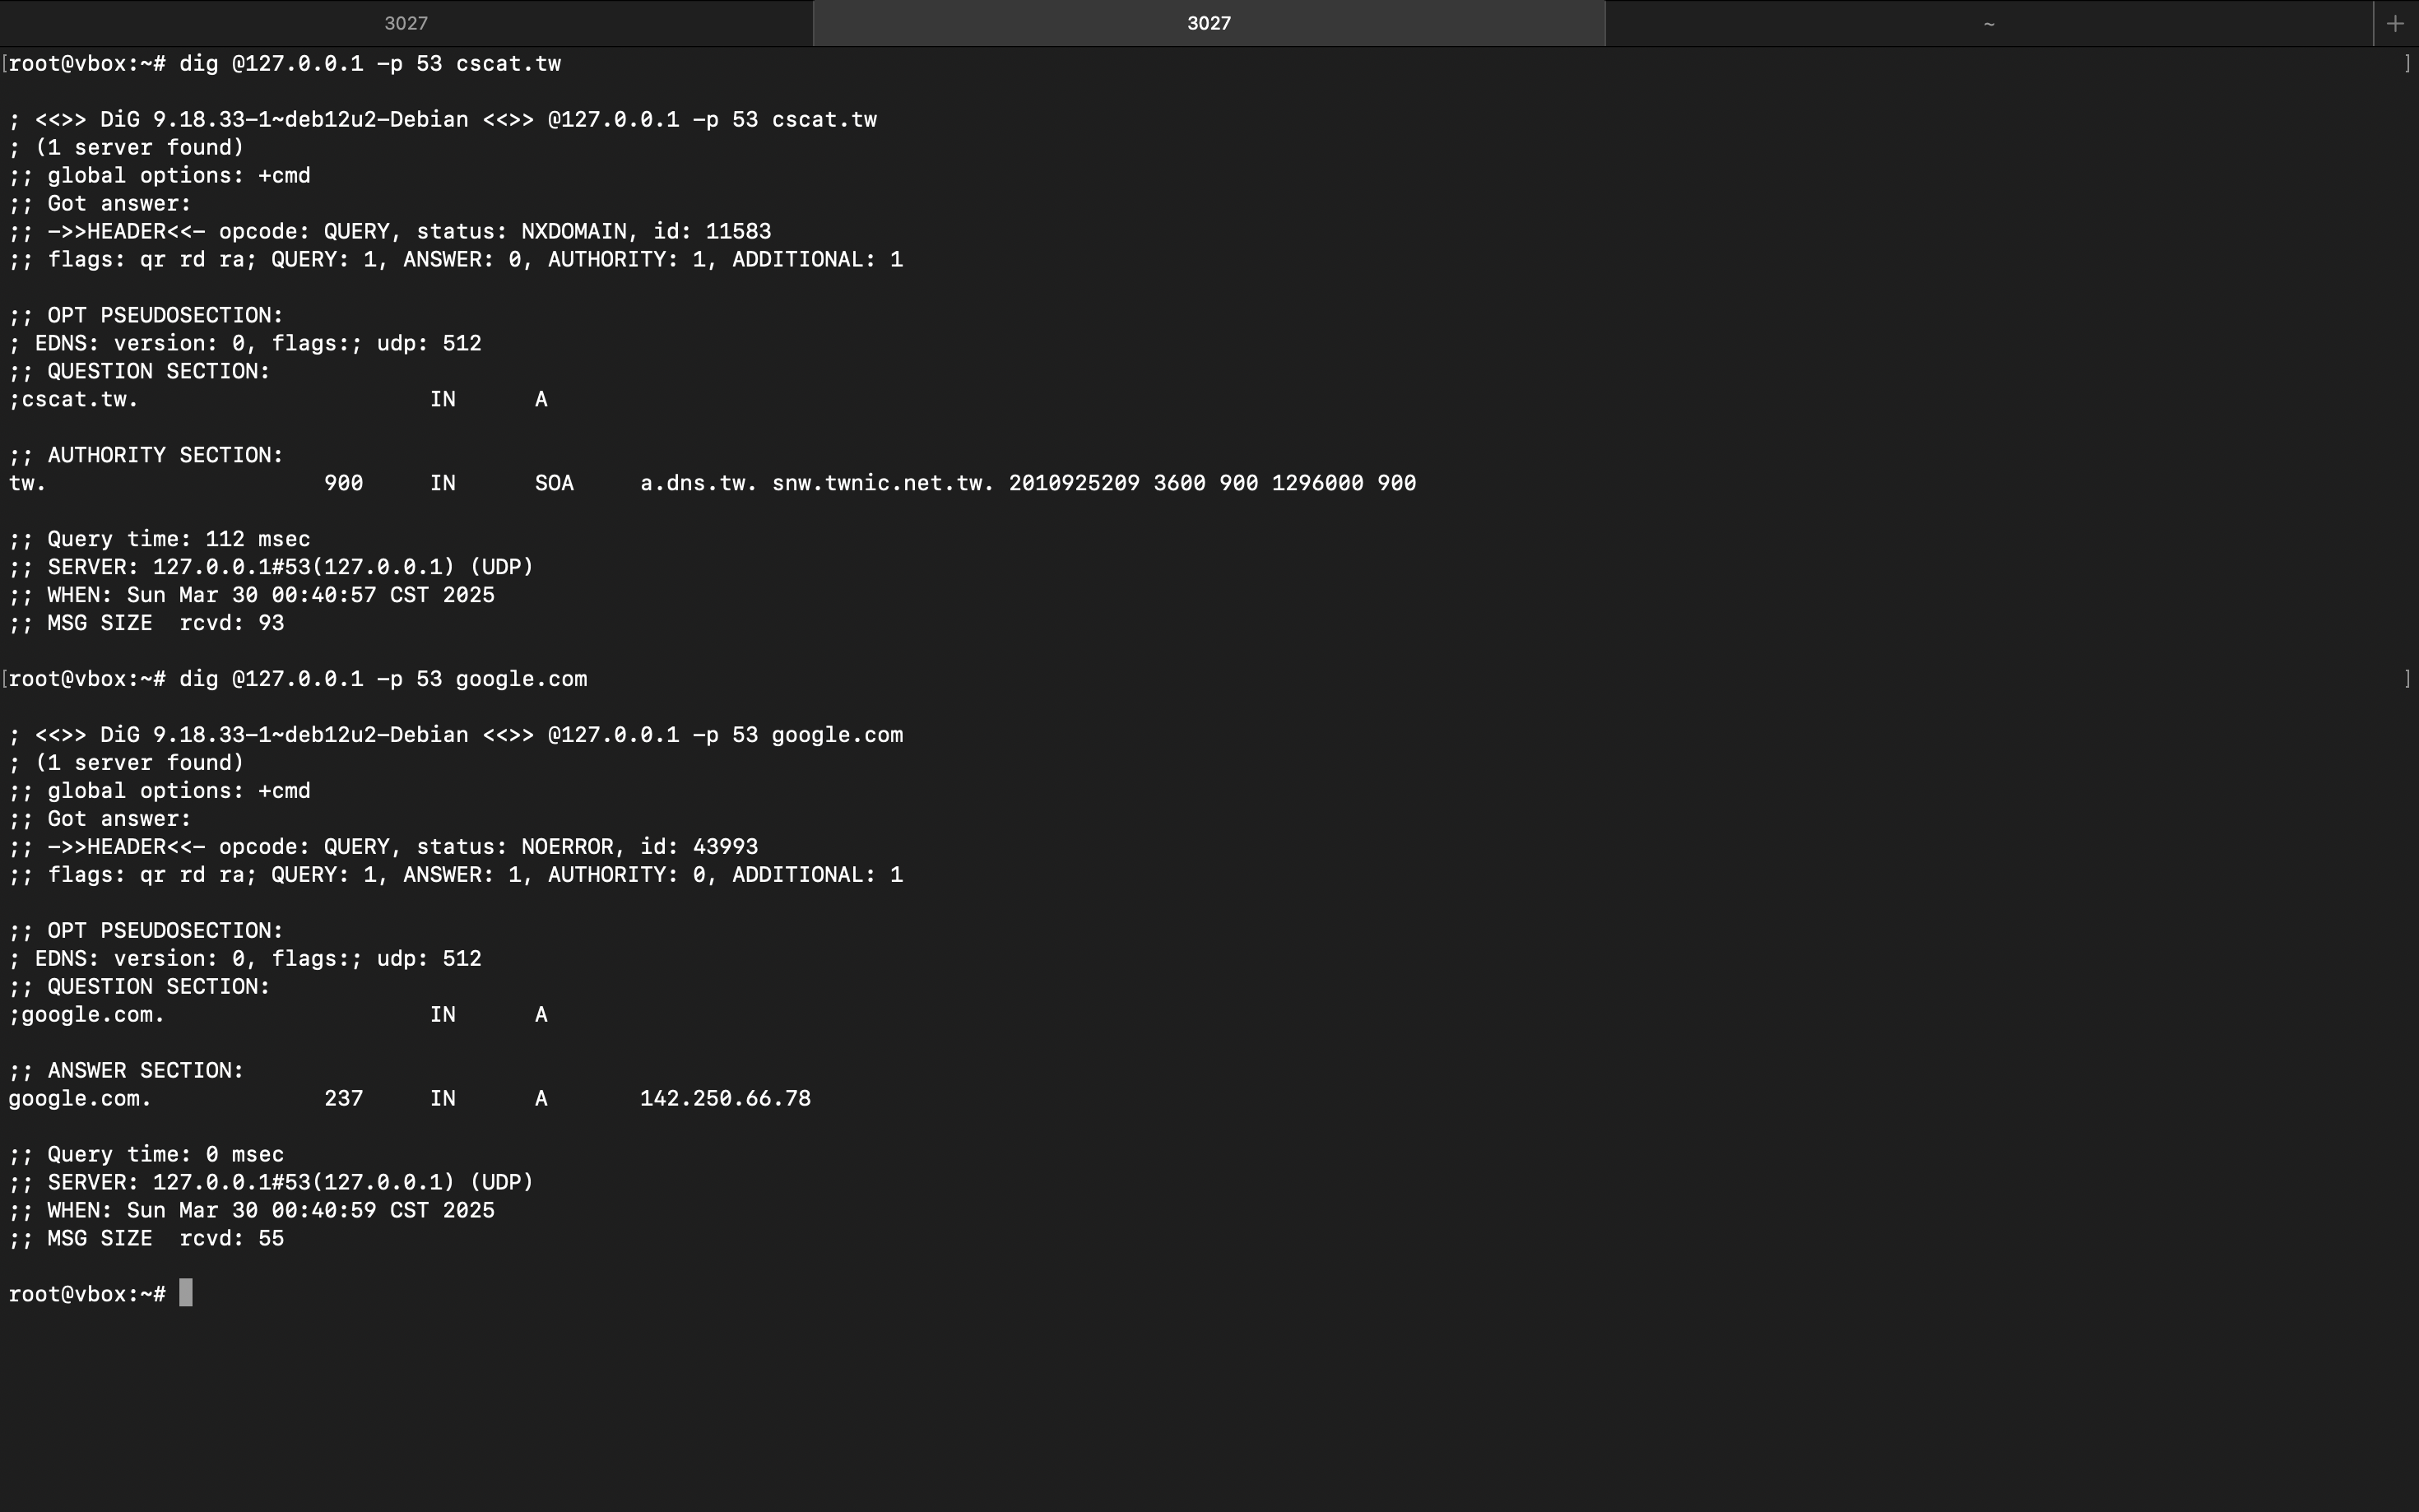 3027 3027 ~ +
[root@vbox:~# dig @127.0.0.1 -p 53 cscat.tw ]
; <<>> DiG 9.18.33-1~deb12u2-Debian <<>> @127.0.0.1 -p 53 cscat.tw
; (1 server found)
;; global options: +cmd
;; Got answer:
;; ->>HEADER<<- opcode: QUERY, status: NXDOMAIN, id: 11583
;; flags: qr rd ra; QUERY: 1, ANSWER: 0, AUTHORITY: 1, ADDITIONAL: 1
;; OPT PSEUDOSECTION:
; EDNS: version: 0, flags:; udp: 512
;; QUESTION SECTION:
;cscat.tw. IN A
;; AUTHORITY SECTION:
tw. 900 IN SOA a.dns.tw. snw.twnic.net.tw. 2010925209 3600 900 1296000 900
;; Query time: 112 msec
;; SERVER: 127.0.0.1#53(127.0.0.1) (UDP)
;; WHEN: Sun Mar 30 00:40:57 CST 2025
;; MSG SIZE  rcvd: 93
[root@vbox:~# dig @127.0.0.1 -p 53 google.com ]
; <<>> DiG 9.18.33-1~deb12u2-Debian <<>> @127.0.0.1 -p 53 google.com
; (1 server found)
;; global options: +cmd
;; Got answer:
;; ->>HEADER<<- opcode: QUERY, status: NOERROR, id: 43993
;; flags: qr rd ra; QUERY: 1, ANSWER: 1, AUTHORITY: 0, ADDITIONAL: 1
;; OPT PSEUDOSECTION:
; EDNS: version: 0, flags:; udp: 512
;; QUESTION SECTION:
;google.com. IN A
;; ANSWER SECTION:
google.com. 237 IN A 142.250.66.78
;; Query time: 0 msec
;; SERVER: 127.0.0.1#53(127.0.0.1) (UDP)
;; WHEN: Sun Mar 30 00:40:59 CST 2025
;; MSG SIZE  rcvd: 55
root@vbox:~#